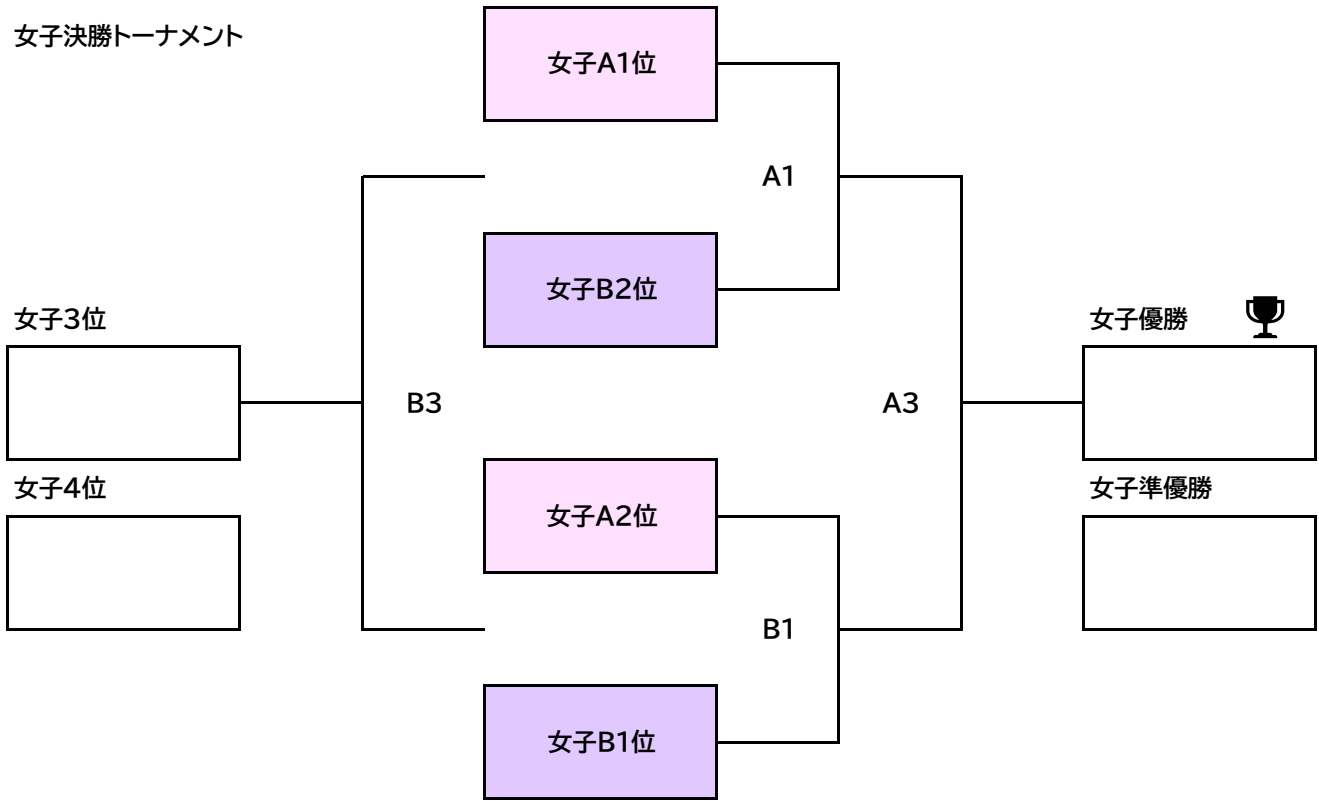 女子決勝トーナメント
女子A1位
A1
女子B2位
女子3位
女子優勝
B3
A3
女子4位
女子準優勝
女子A2位
B1
女子B1位